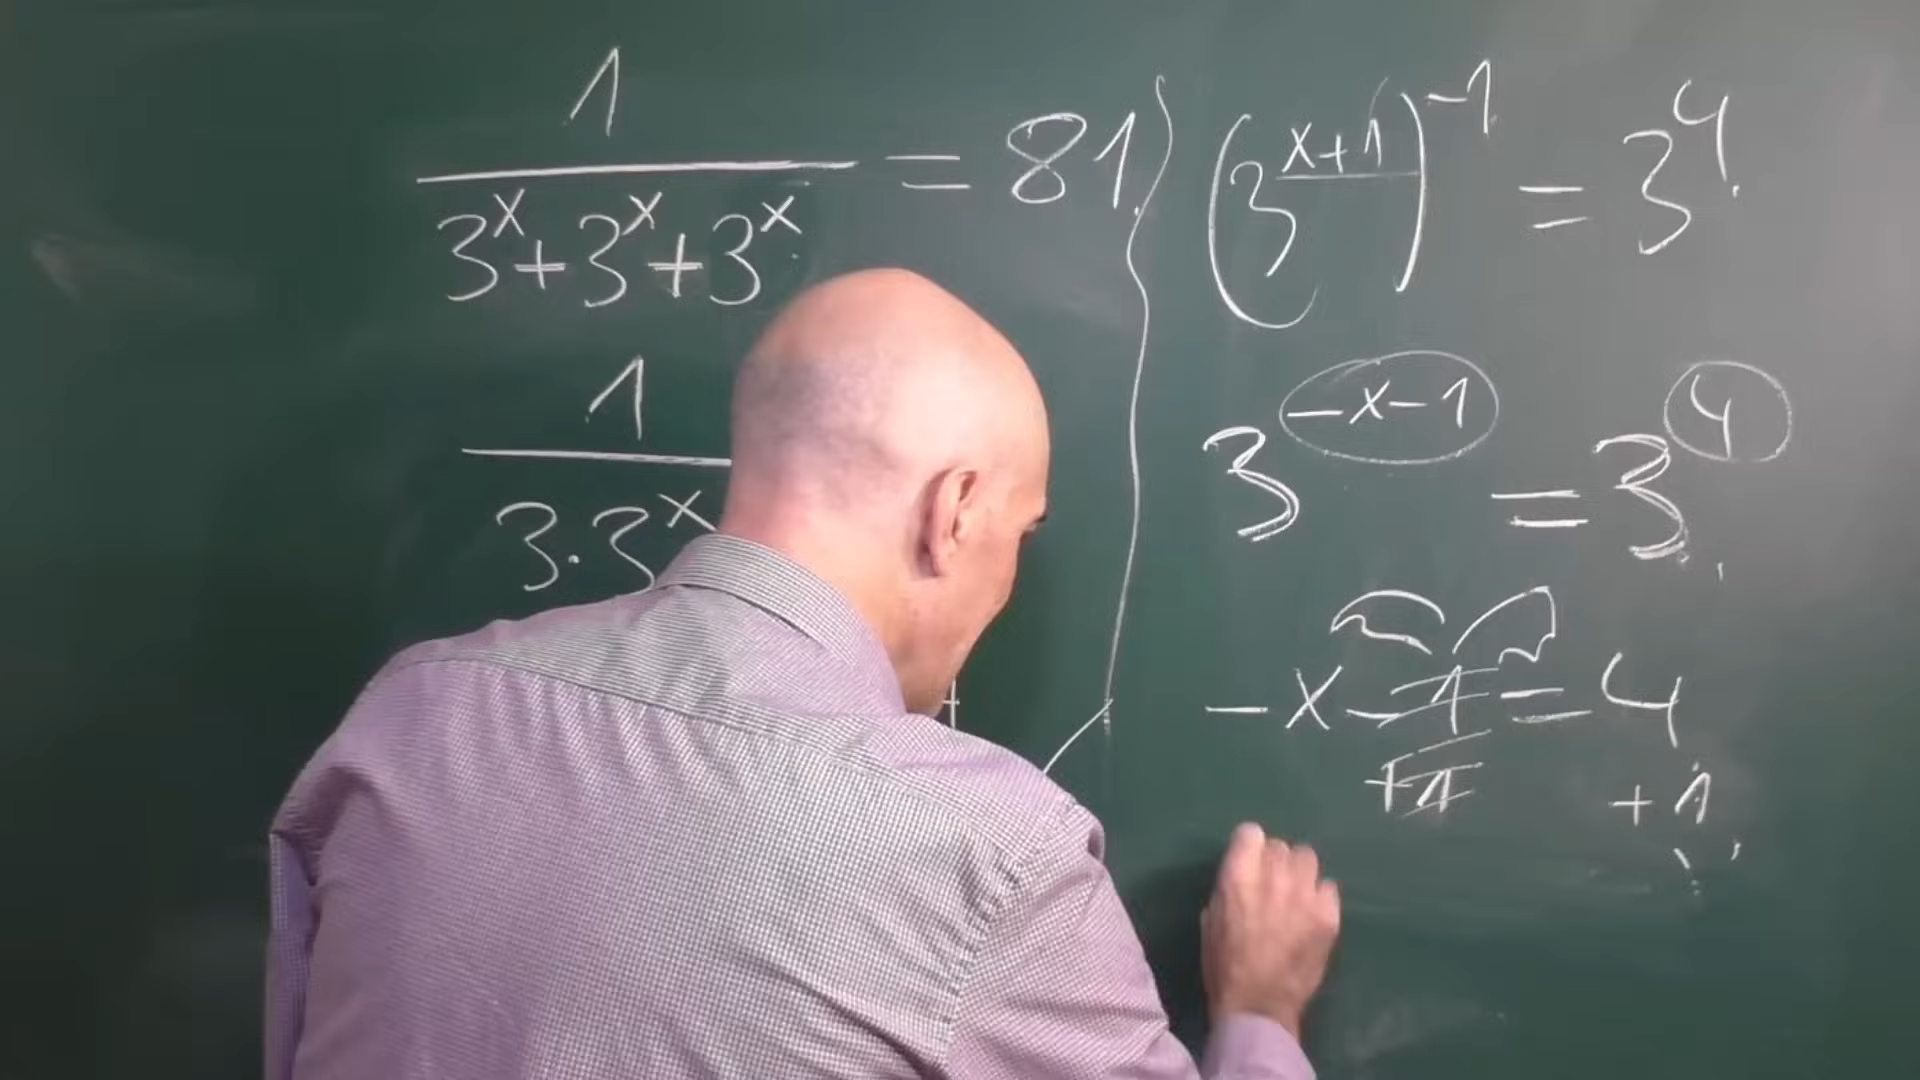 1
3^x+3^x+3^x = 81.
1
3·3^x
(3^(x+1))^-1 = 3^4.
3^(-x-1) = 3^4.
-x-1=4
+1 +1